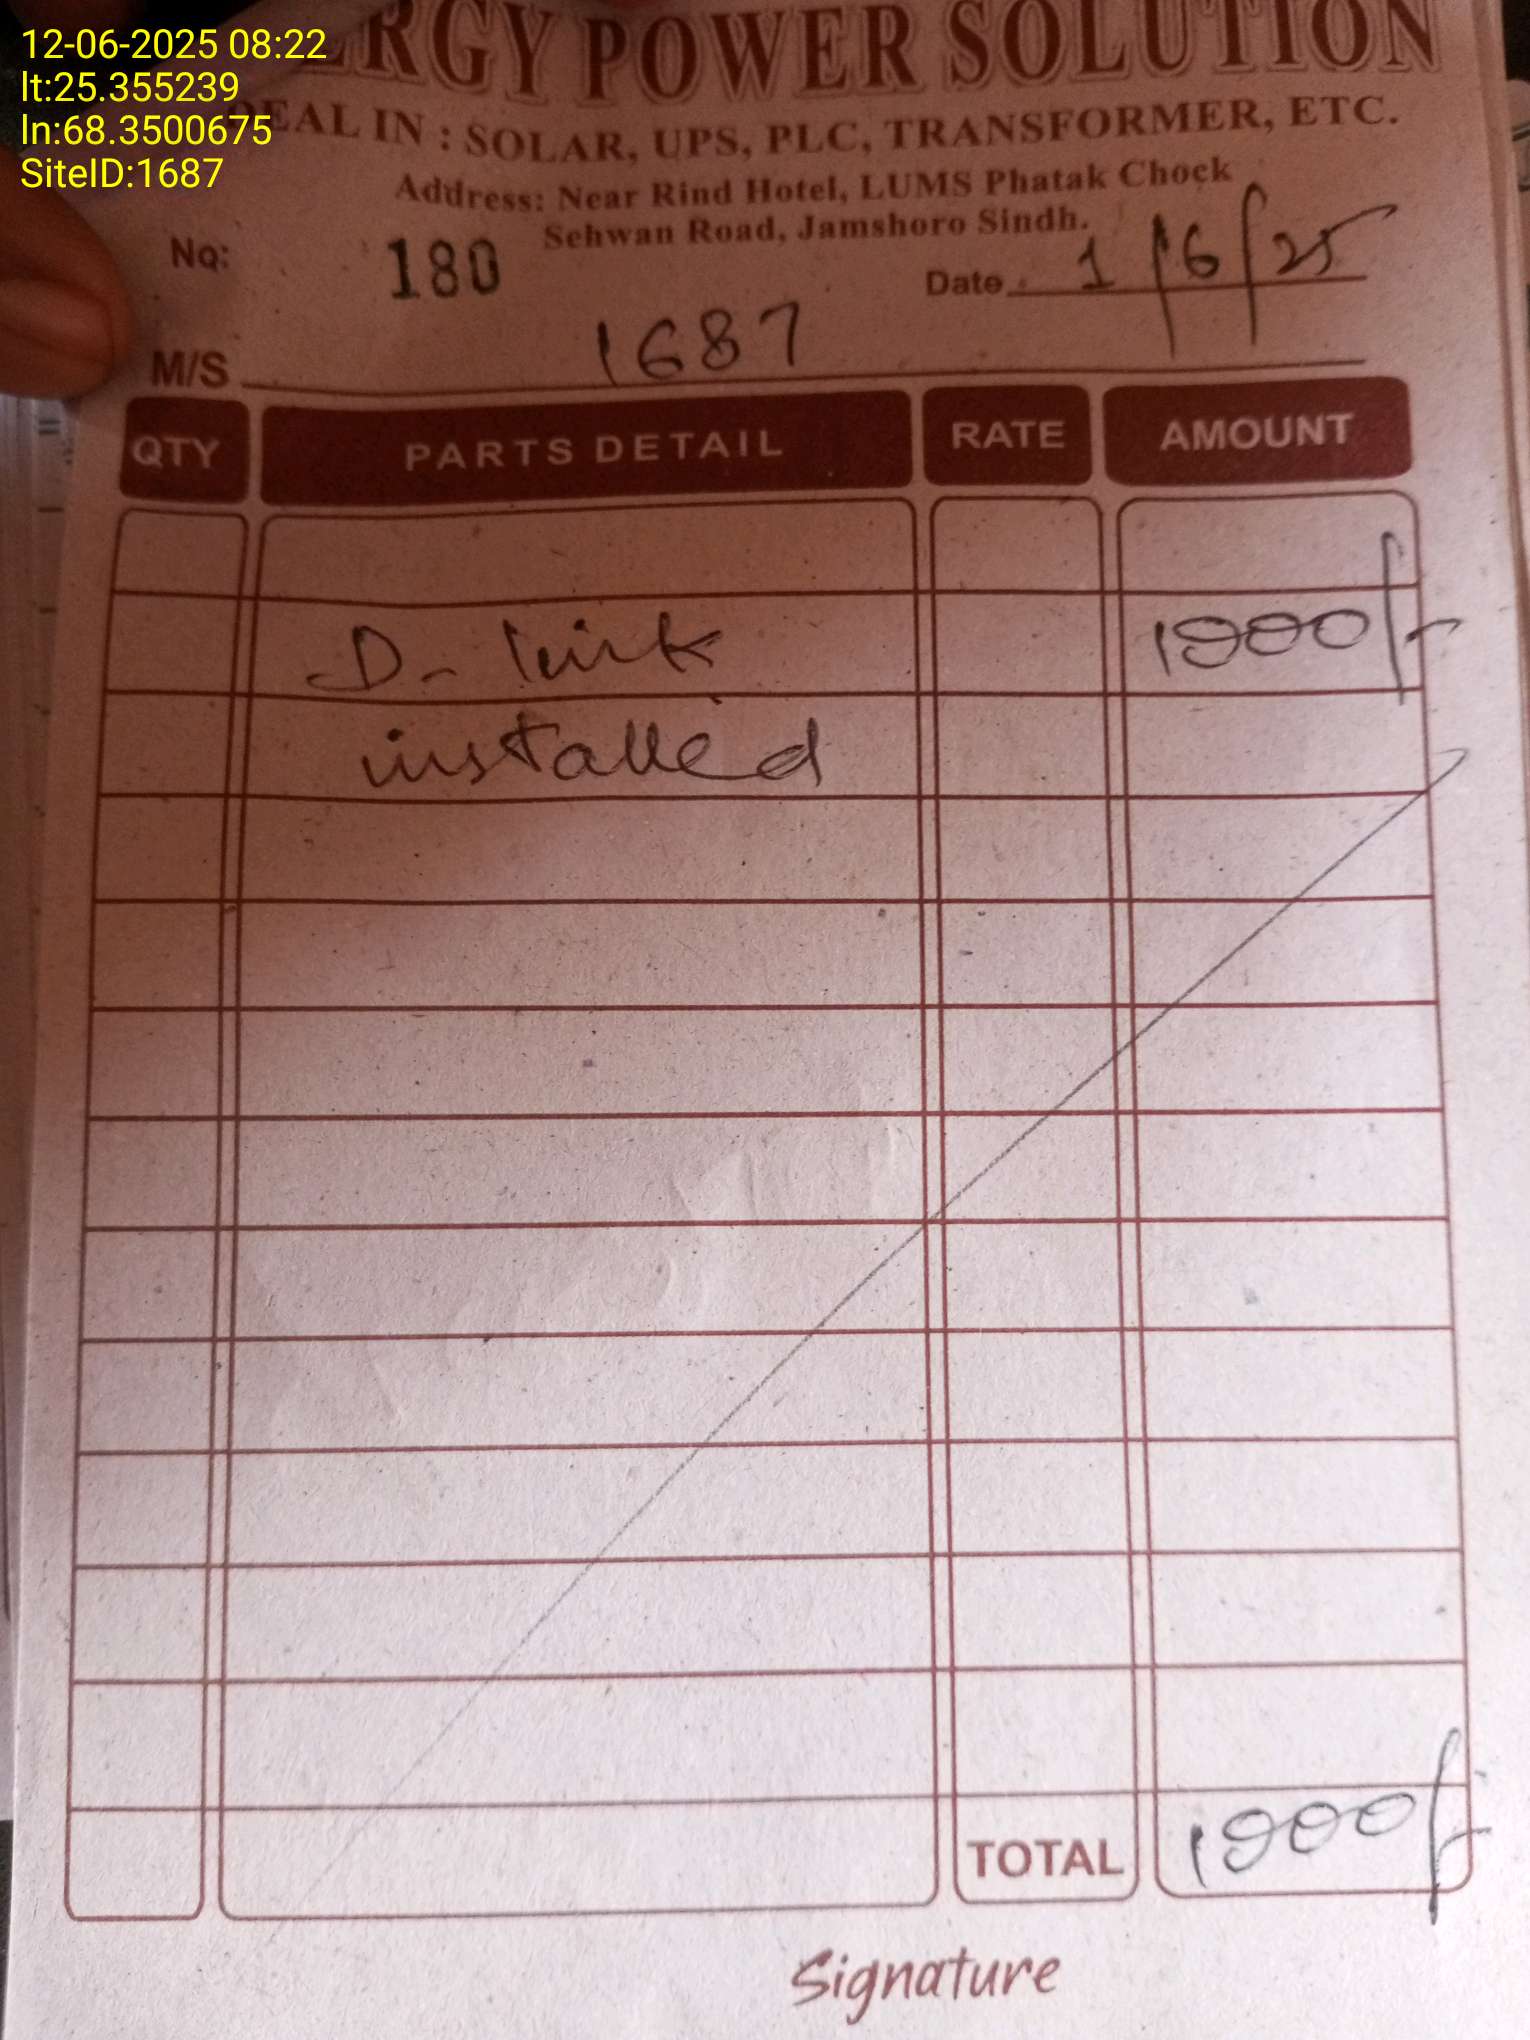 12-06-2025 08:22
lt:25.355239
ln:68.3500675
SiteID:1687
ERGY POWER SOLUTION
DEAL IN : SOLAR, UPS, PLC, TRANSFORMER, ETC.
Address: Near Rind Hotel, LUMS Phatak Chock
Sehwan Road, Jamshoro Sindh.
No: 180 Date 1/6/25
M/S 1687
QTY PARTS DETAIL RATE AMOUNT
D- link 1900/-
installed
TOTAL 1900/-
Signature